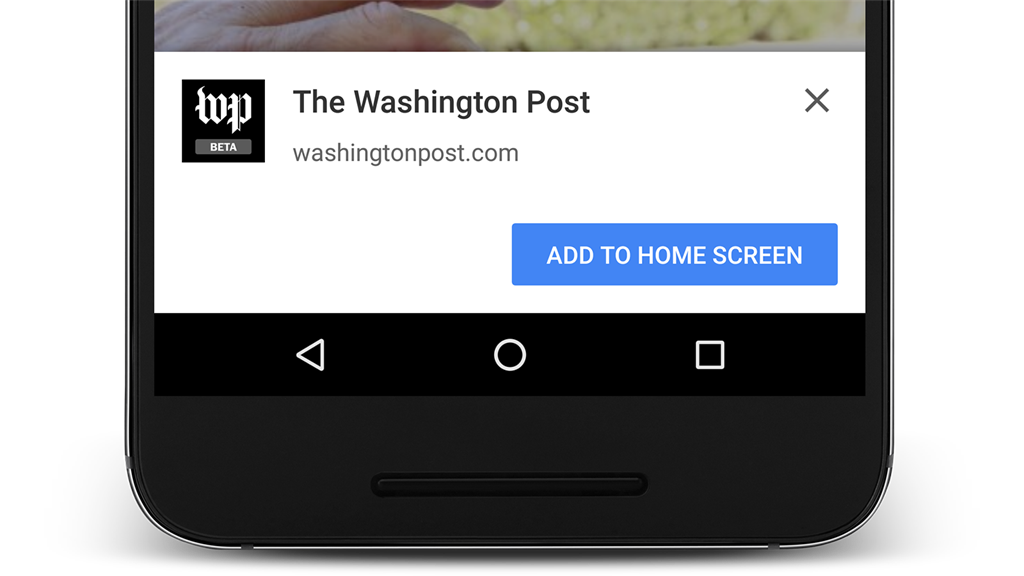 wp
BETA
The Washington Post
washingtonpost.com
ADD TO HOME SCREEN